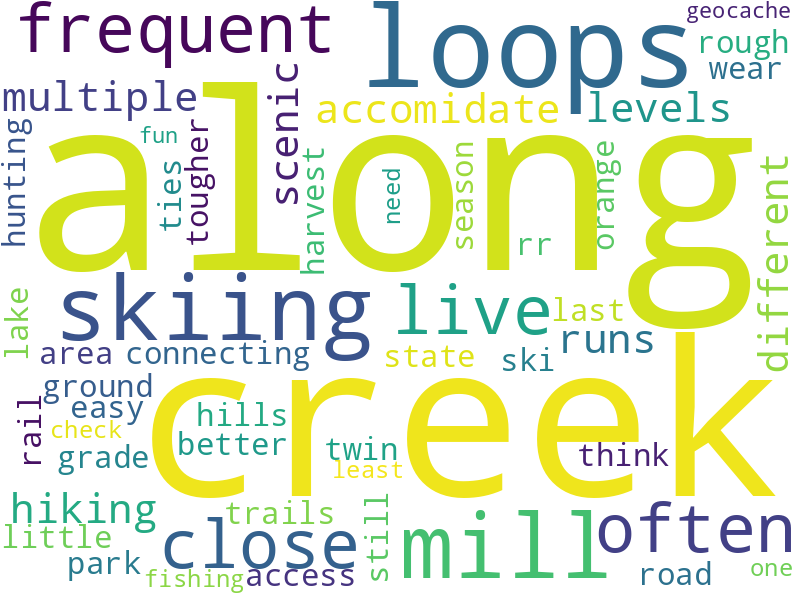 geocache
frequent
loops
rough
wear
multiple
scenic
accomidate
levels
along
hunting
fun
ties
tougher
harvest
need
season
orange
different
rr
skiing
live
lake
last
runs
area
connecting
state
ski
creek
ground
easy
rail
check
hills
better
grade
twin
least
think
hiking
little
close
trails
still
mill
often
park
fishing
access
road
one